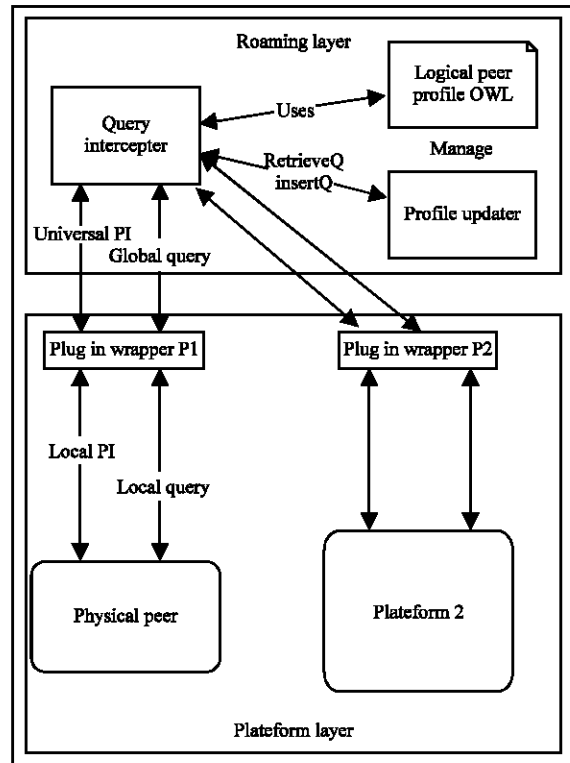 Roaming layer
Logical peer
profile OWL
Query
intercepter
Uses
Manage
RetrieveQ
insertQ
Profile updater
Universal PI
Global query
Plug in wrapper P1
Plug in wrapper P2
Local PI
Local query
Physical peer
Plateform 2
Plateform layer